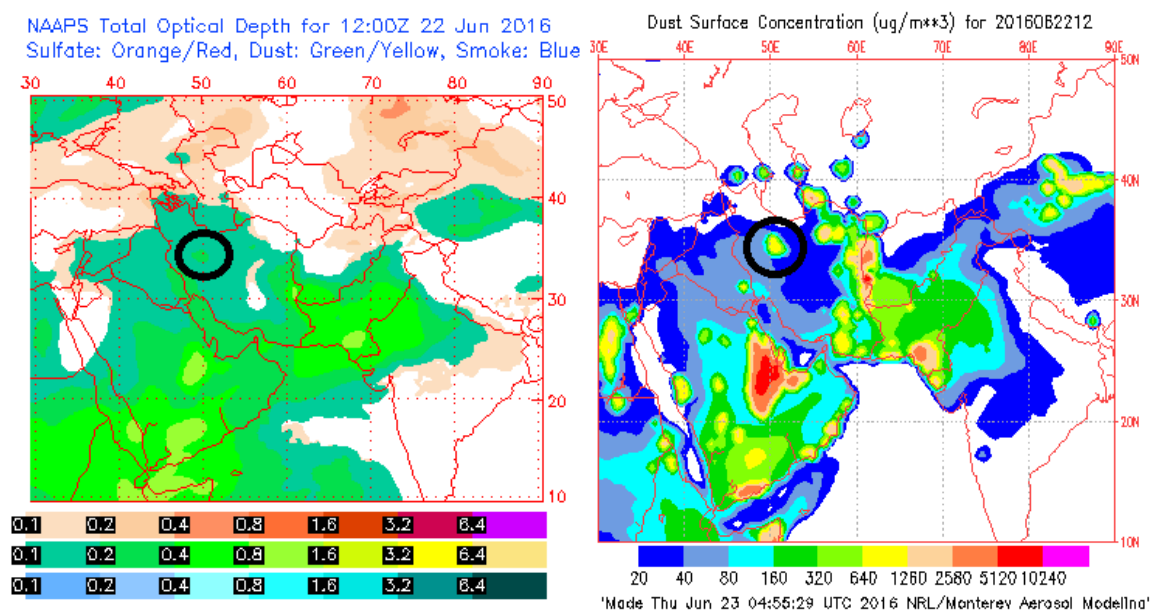 NAAPS Total Optical Depth for 12:00Z 22 Jun 2016
Sulfate: Orange/Red, Dust: Green/Yellow, Smoke: Blue
30 40 50 60 70 80 90
50
40
30
20
10
0.1 0.2 0.4 0.8 1.6 3.2 6.4
0.1 0.2 0.4 0.8 1.6 3.2 6.4
0.1 0.2 0.4 0.8 1.6 3.2 6.4
Dust Surface Concentration (ug/m**3) for 2016062212
30E 40E 50E 60E 70E 80E 90E
50N
40N
30N
20N
10N
20 40 80 160 320 640 1280 2560 5120 10240
'Made Thu Jun 23 04:55:29 UTC 2016 NRL/Monterey Aerosol Modeling'